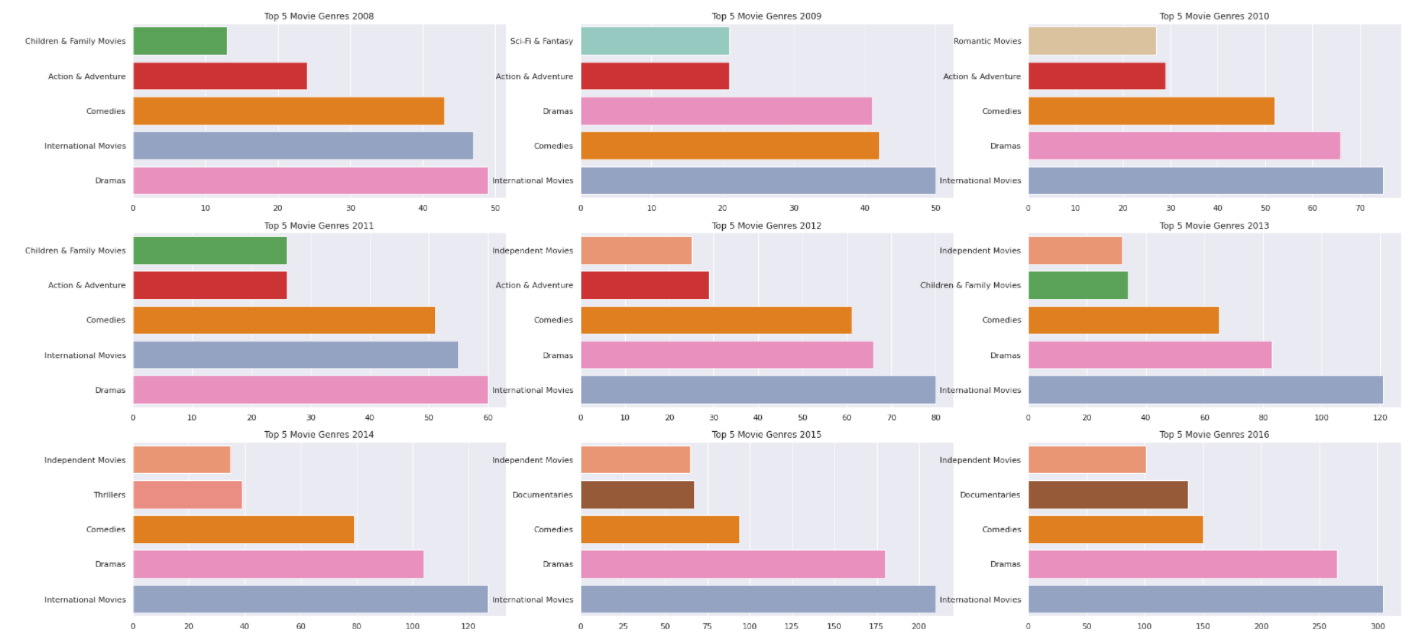 Top 5 Movie Genres 2008
Children & Family Movies
Action & Adventure
Comedies
International Movies
Dramas
0 10 20 30 40 50
Top 5 Movie Genres 2009
Sci-Fi & Fantasy
Action & Adventure
Dramas
Comedies
International Movies
0 10 20 30 40 50
Top 5 Movie Genres 2010
Romantic Movies
Action & Adventure
Comedies
Dramas
International Movies
0 10 20 30 40 50 60 70
Top 5 Movie Genres 2011
Children & Family Movies
Action & Adventure
Comedies
International Movies
Dramas
0 10 20 30 40 50 60
Top 5 Movie Genres 2012
Independent Movies
Action & Adventure
Comedies
Dramas
International Movies
0 10 20 30 40 50 60 70 80
Top 5 Movie Genres 2013
Independent Movies
Children & Family Movies
Comedies
Dramas
International Movies
0 20 40 60 80 100 120
Top 5 Movie Genres 2014
Independent Movies
Thrillers
Comedies
Dramas
International Movies
0 20 40 60 80 100 120
Top 5 Movie Genres 2015
Independent Movies
Documentaries
Comedies
Dramas
International Movies
0 25 50 75 100 125 150 175 200
Top 5 Movie Genres 2016
Independent Movies
Documentaries
Comedies
Dramas
International Movies
0 50 100 150 200 250 300